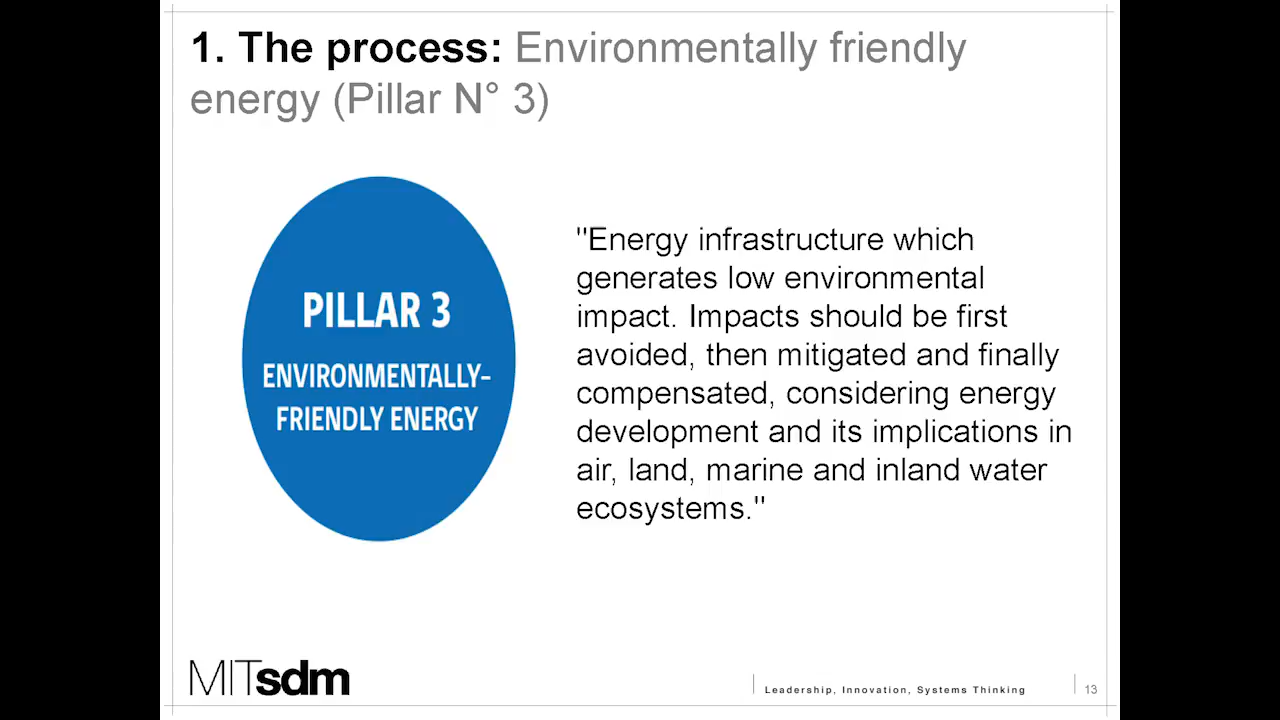 1. The process: Environmentally friendly
energy (Pillar N° 3)
PILLAR 3
ENVIRONMENTALLY-
FRIENDLY ENERGY
"Energy infrastructure which
generates low environmental
impact. Impacts should be first
avoided, then mitigated and finally
compensated, considering energy
development and its implications in
air, land, marine and inland water
ecosystems."
MITsdm
Leadership, Innovation, Systems Thinking
13